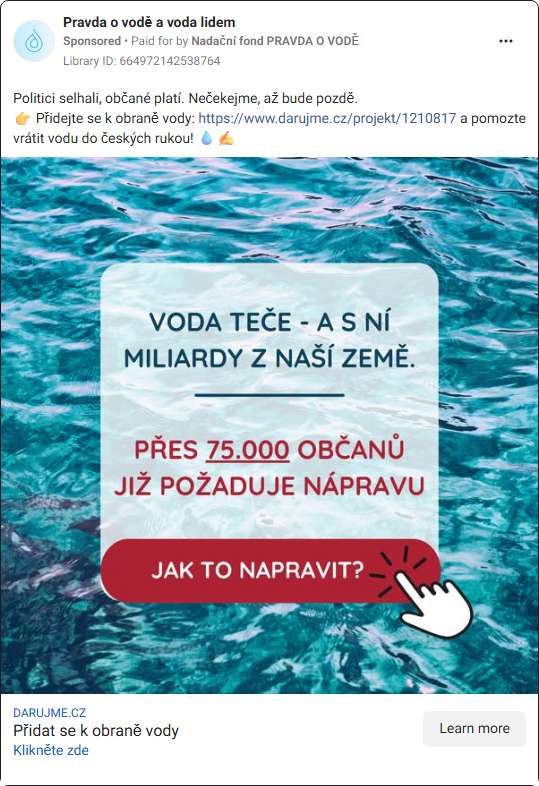 Pravda o vodě a voda lidem
Sponsored • Paid for by Nadační fond PRAVDA O VODĚ
Library ID: 664972142538764
Politici selhali, občané platí. Nečekejme, až bude pozdě.
👉 Přidejte se k obraně vody: https://www.darujme.cz/projekt/1210817 a pomozte
vrátit vodu do českých rukou! 💧 ✍️
VODA TEČE - A S NÍ
MILIARDY Z NAŠÍ ZEMĚ.
PŘES 75.000 OBČANŮ
JIŽ POŽADUJE NÁPRAVU
JAK TO NAPRAVIT?
DARUJME.CZ
Přidat se k obraně vody
Klikněte zde
Learn more